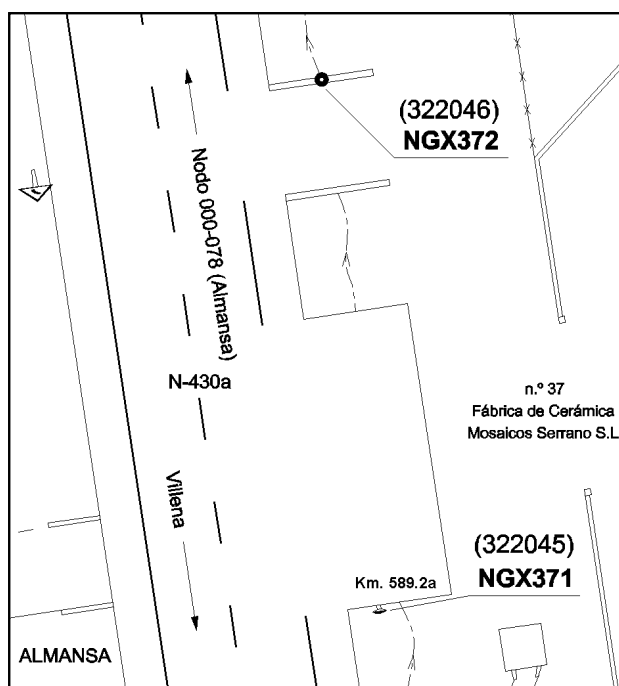 (322046)
NGX372
Nodo 000-078 (Almansa)
N-430a
n.º 37
Fábrica de Cerámica
Mosaicos Serrano S.L
Villena
(322045)
NGX371
Km. 589.2a
ALMANSA